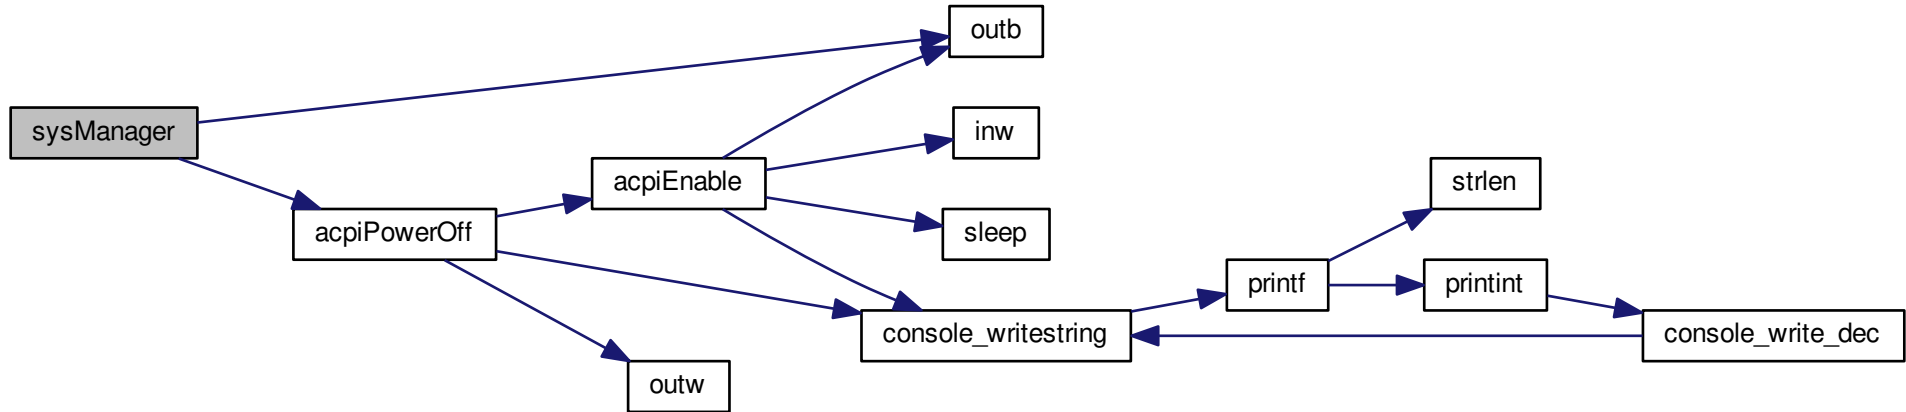 outb
sysManager
inw
acpiEnable
strlen
acpiPowerOff
sleep
printf
printint
console_writestring
console_write_dec
outw